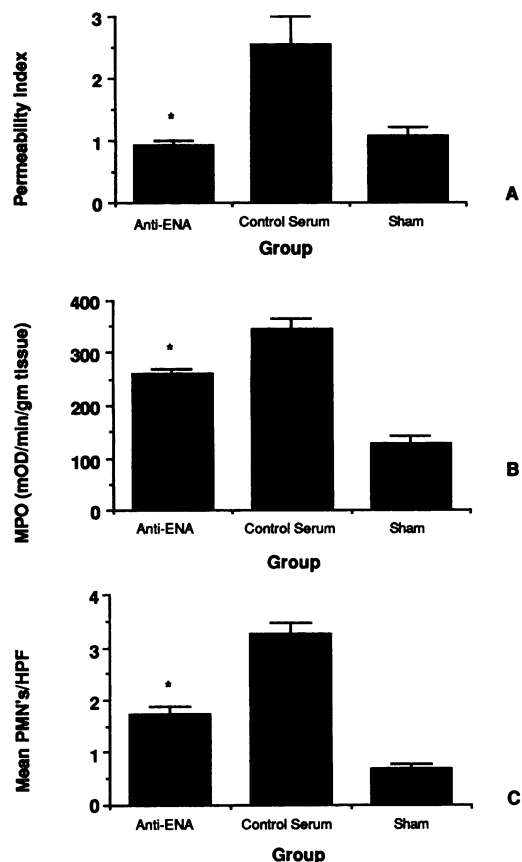 3
2
1
0
Permeability Index
*
Anti-ENA Control Serum Sham
Group
A
400
300
200
100
0
MPO (mOD/min/gm tissue)
*
Anti-ENA Control Serum Sham
Group
B
4
3
2
1
0
Mean PMN's/HPF
*
Anti-ENA Control Serum Sham
Group
C